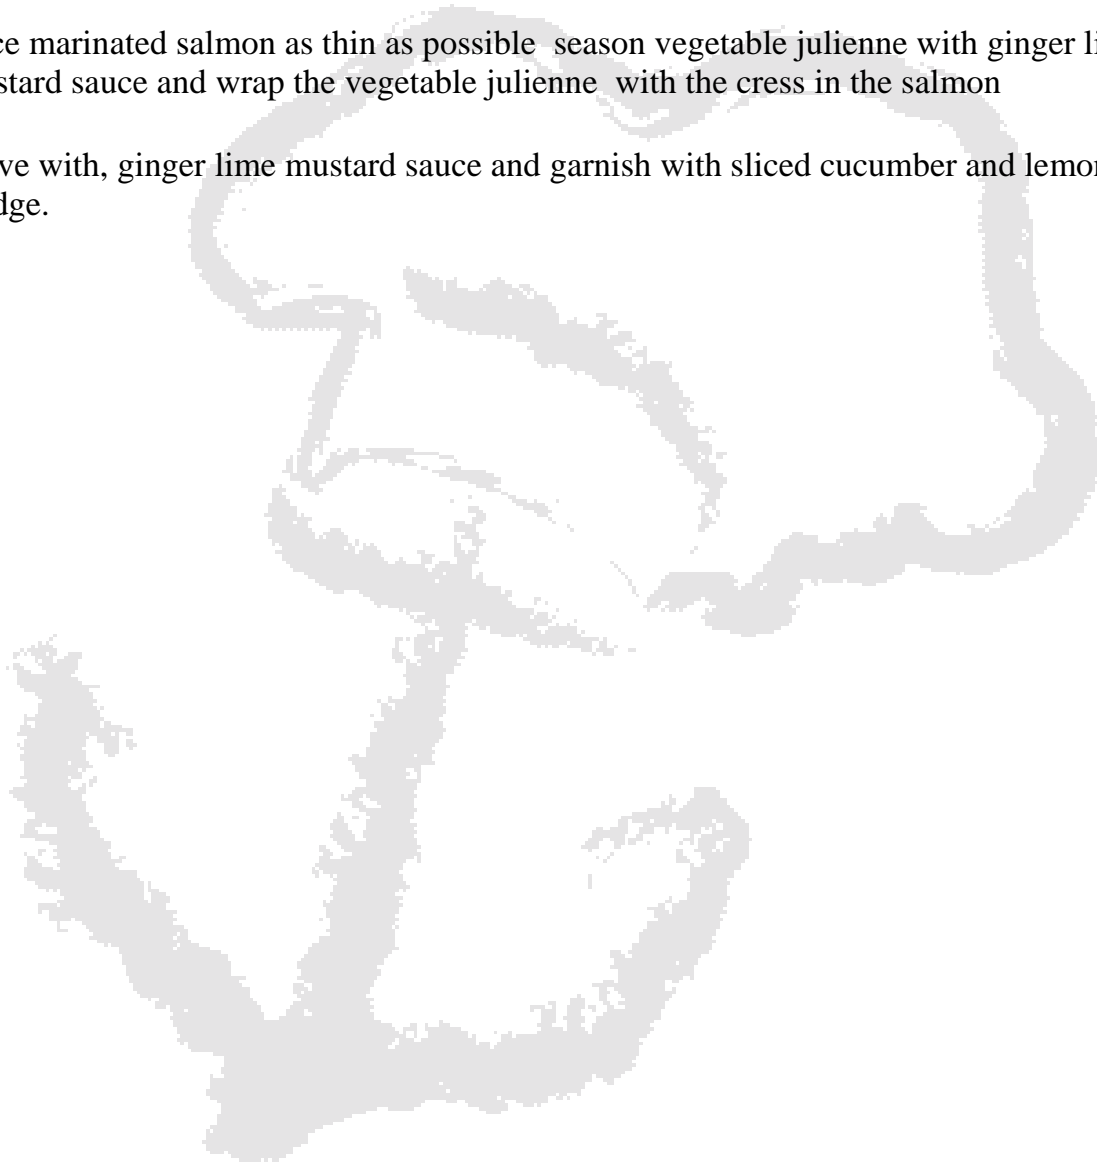 ce marinated salmon as thin as possible  season vegetable julienne with ginger li
stard sauce and wrap the vegetable julienne  with the cress in the salmon
ve with, ginger lime mustard sauce and garnish with sliced cucumber and lemon
dge.